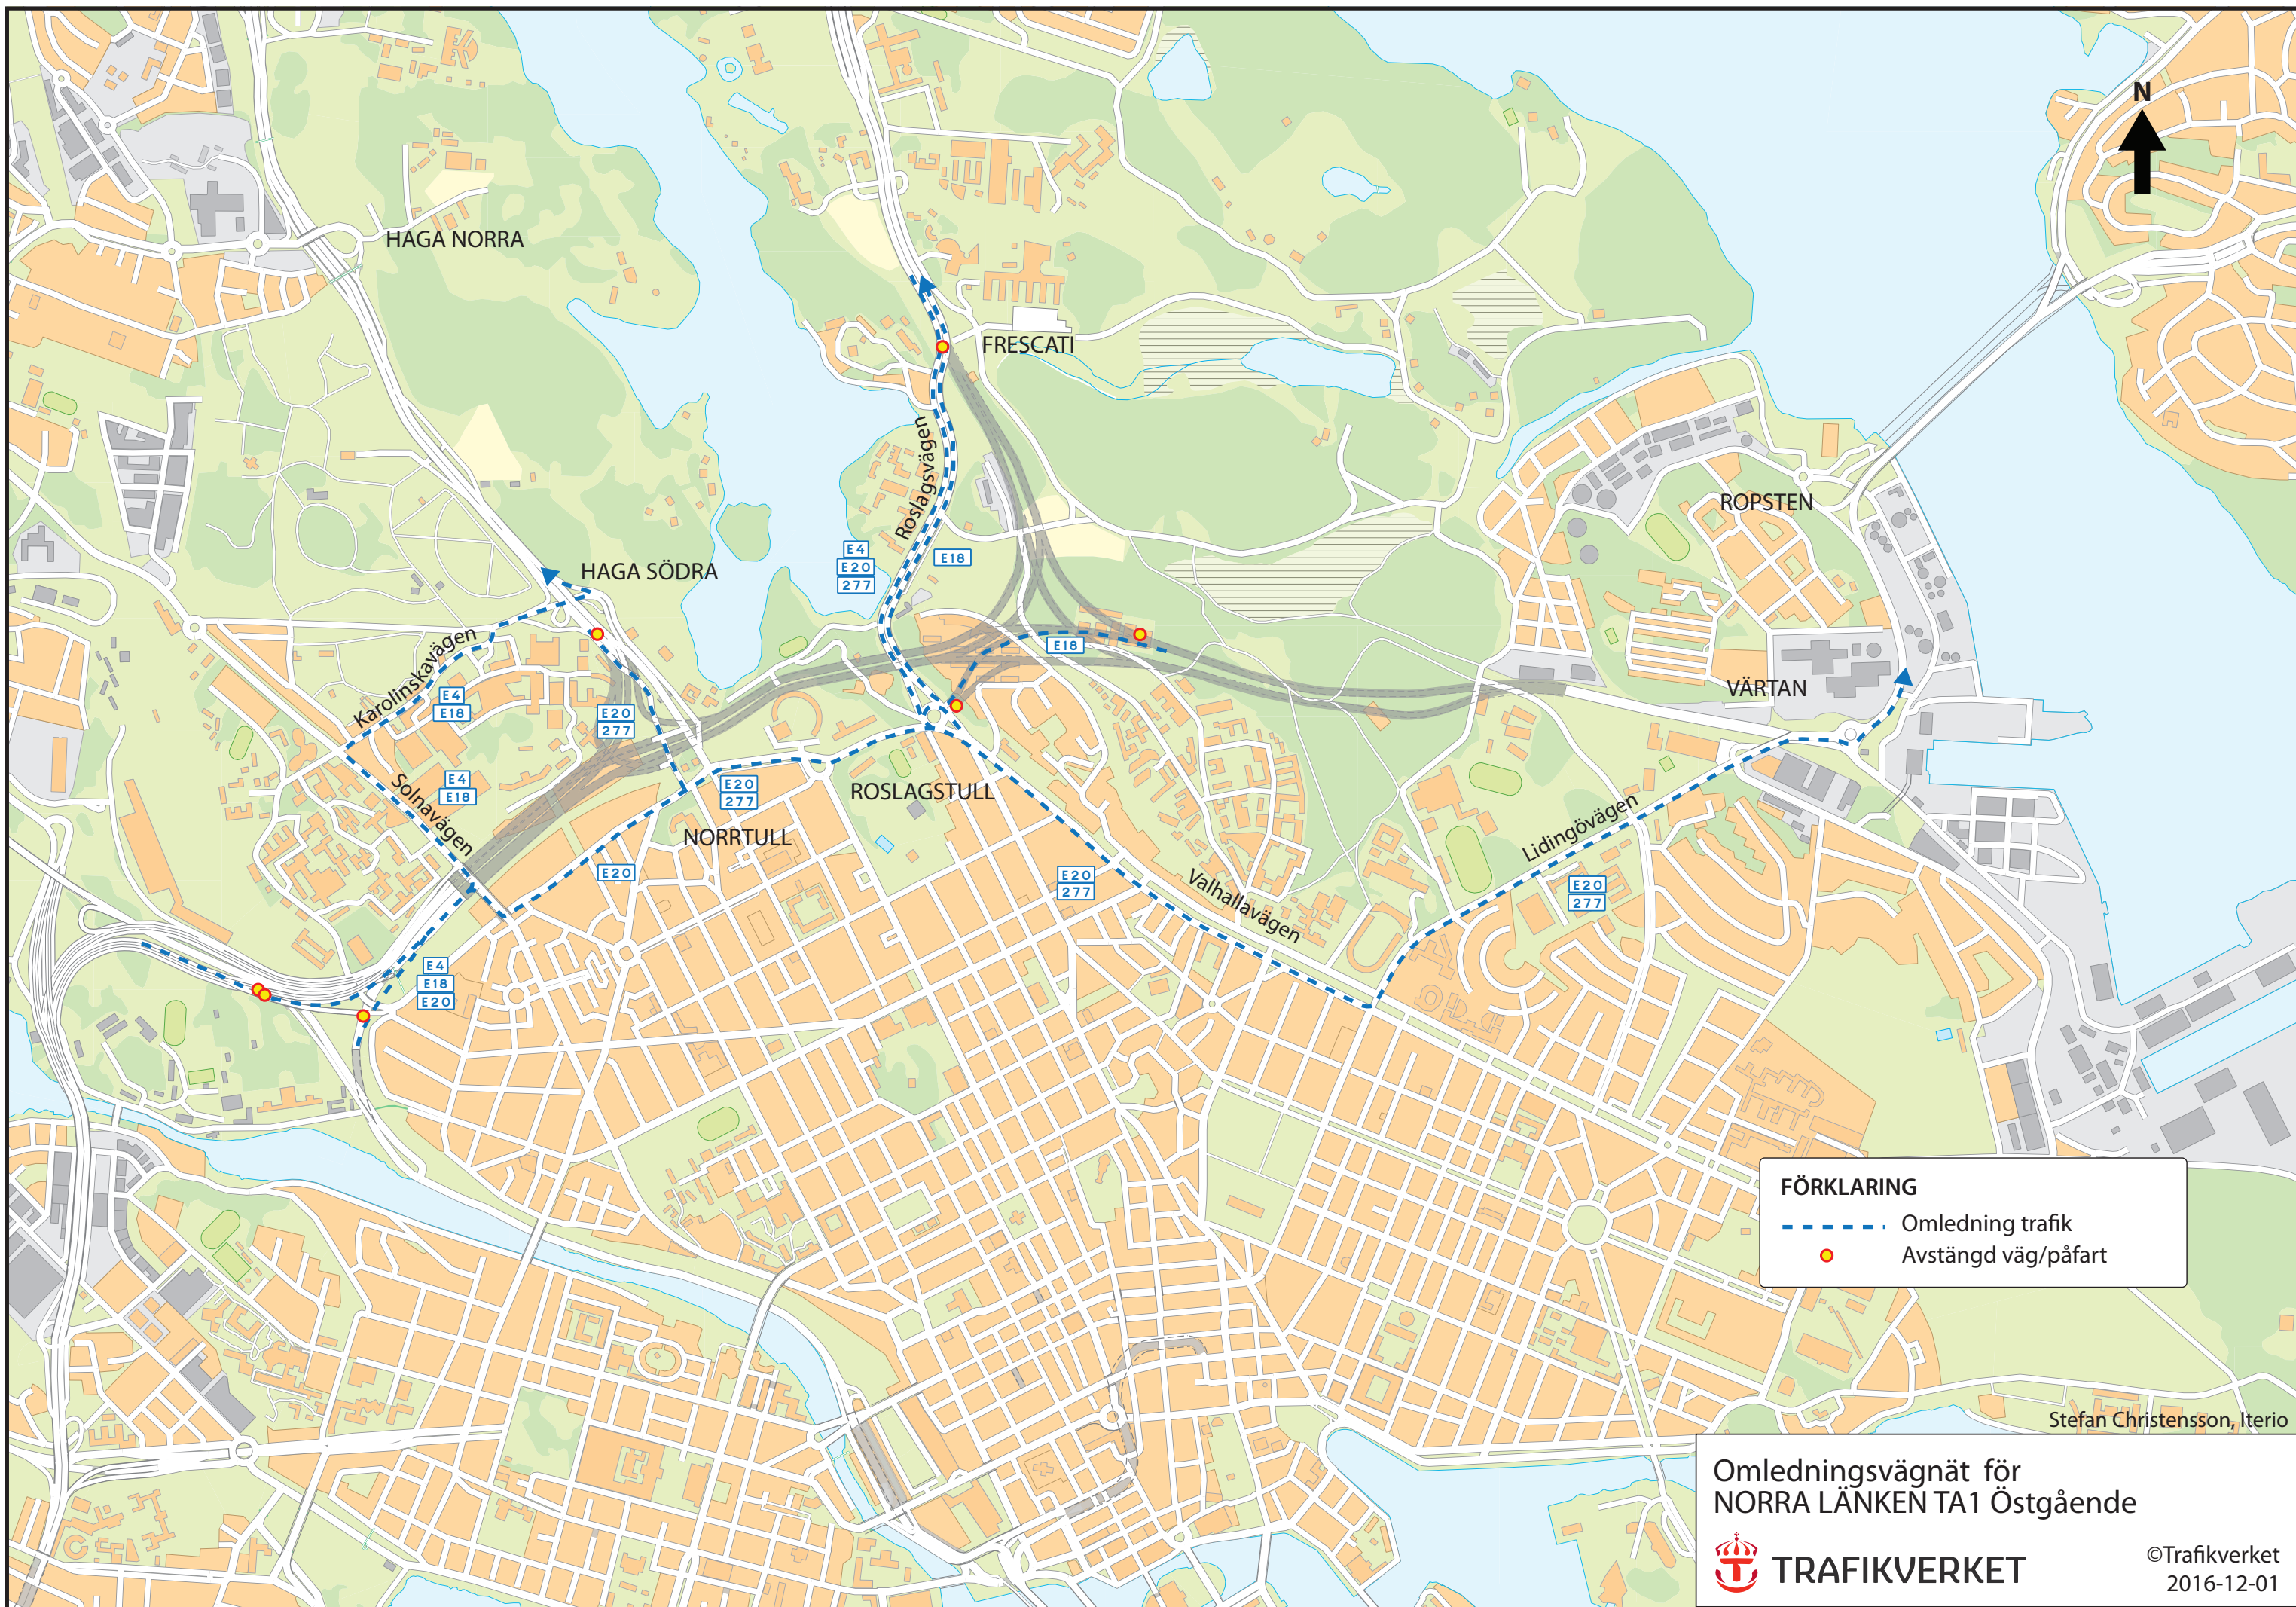 N
HAGA NORRA
FRESCATI
Roslagsvägen
ROPSTEN
E4
E20
277
E18
HAGA SÖDRA
Karolinskavägen
E4
E18
E20
277
E18
VÄRTAN
E4
E18
Solnavägen
E20
277
ROSLAGSTULL
NORRTULL
Lidingövägen
E20
E20
277
Valhallavägen
E20
277
E4
E18
E20
FÖRKLARING
Omledning trafik
Avstängd väg/påfart
Stefan Christensson, Iterio
Omledningsvägnät för
NORRA LÄNKEN TA1 Östgående
TRAFIKVERKET
©Trafikverket
2016-12-01